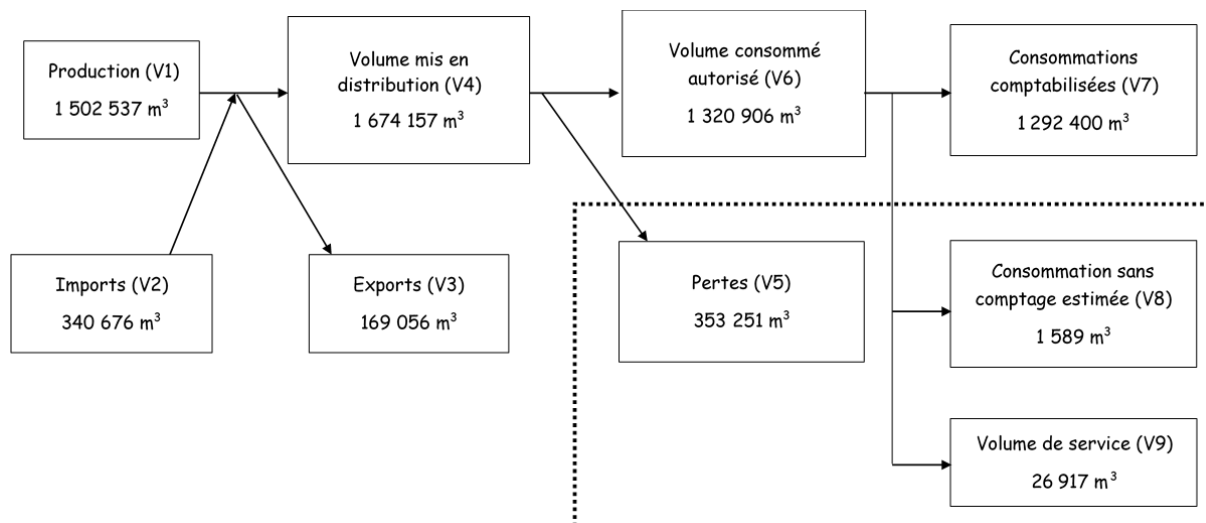 Production (V1)
1 502 537 m³
Volume mis en
distribution (V4)
1 674 157 m³
Volume consommé
autorisé (V6)
1 320 906 m³
Consommations
comptabilisées (V7)
1 292 400 m³
Imports (V2)
340 676 m³
Exports (V3)
169 056 m³
Pertes (V5)
353 251 m³
Consommation sans
comptage estimée (V8)
1 589 m³
Volume de service (V9)
26 917 m³